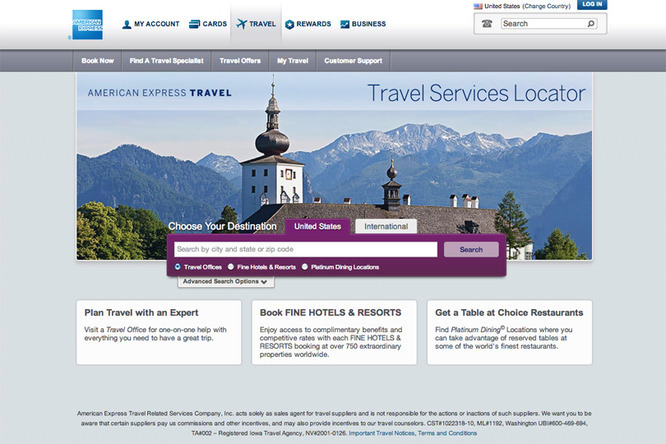 AMERICAN EXPRESS
MY ACCOUNT
CARDS
TRAVEL
REWARDS
BUSINESS
United States (Change Country)
LOG IN
Search
Book Now
Find A Travel Specialist
Travel Offers
My Travel
Customer Support
AMERICAN EXPRESS TRAVEL
Travel Services Locator
Choose Your Destination
United States
International
Search by city and state or zip code
Search
Travel Offices
Fine Hotels & Resorts
Platinum Dining Locations
Advanced Search Options
Plan Travel with an Expert
Visit a Travel Office for one-on-one help with
everything you need to have a great trip.
Book FINE HOTELS & RESORTS
Enjoy access to complimentary benefits and
competitive rates with each FINE HOTELS &
RESORTS booking at over 750 extraordinary
properties worldwide.
Get a Table at Choice Restaurants
Find Platinum Dining© Locations where you
can take advantage of reserved tables at
some of the world's finest restaurants.
American Express Travel Related Services Company, Inc. acts solely as sales agent for travel suppliers and is not responsible for the actions or inactions of such suppliers. We want you to be
aware that certain suppliers pay us commissions and other incentives, and may also provide incentives to our travel counselors. CST#1022318-10, ML#1192, Washington UBI#600-469-694,
TA#002 – Registered Iowa Travel Agency, NV#2001-0126. Important Travel Notices, Terms and Conditions